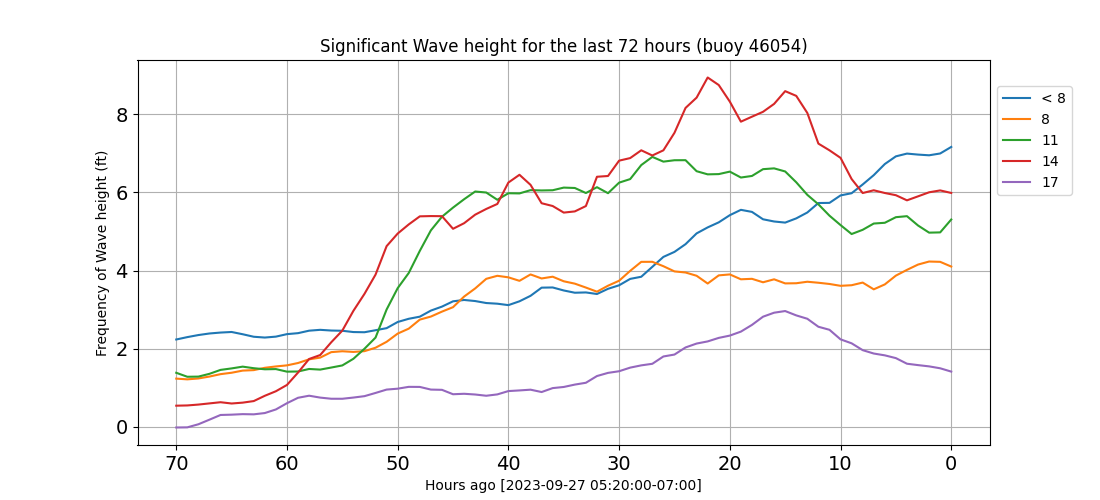 Significant Wave height for the last 72 hours (buoy 46054)
Frequency of Wave height (ft)
8
6
4
2
0
70 60 50 40 30 20 10 0
Hours ago [2023-09-27 05:20:00-07:00]
< 8
8
11
14
17